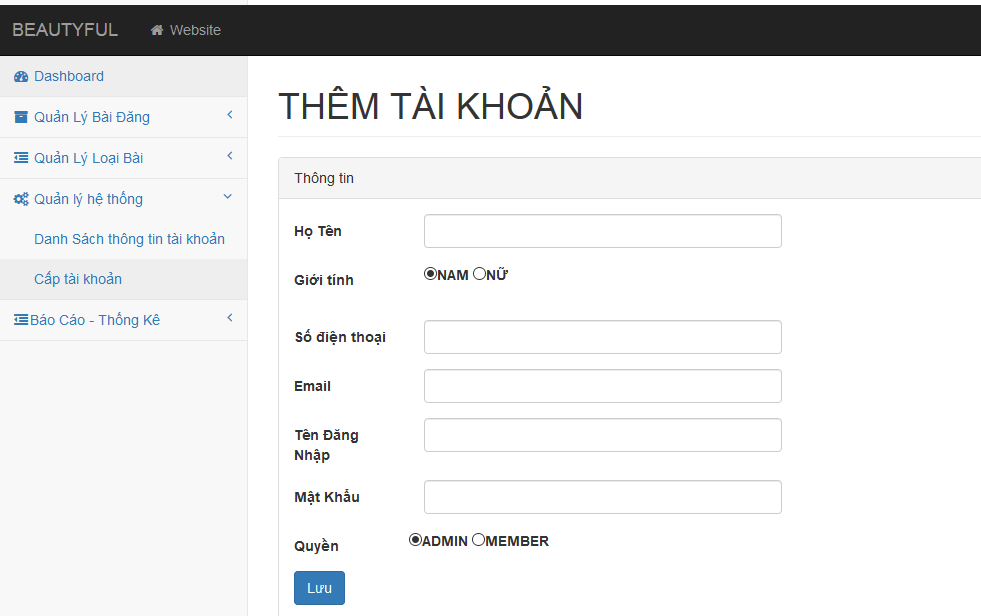 BEAUTYFUL Website
Dashboard
Quản Lý Bài Đăng
Quản Lý Loại Bài
Quản lý hệ thống
Danh Sách thông tin tài khoản
Cấp tài khoản
Báo Cáo - Thống Kê
THÊM TÀI KHOẢN
Thông tin
Họ Tên
Giới tính NAM NỮ
Số điện thoại
Email
Tên Đăng
Nhập
Mật Khẩu
Quyền ADMIN MEMBER
Lưu